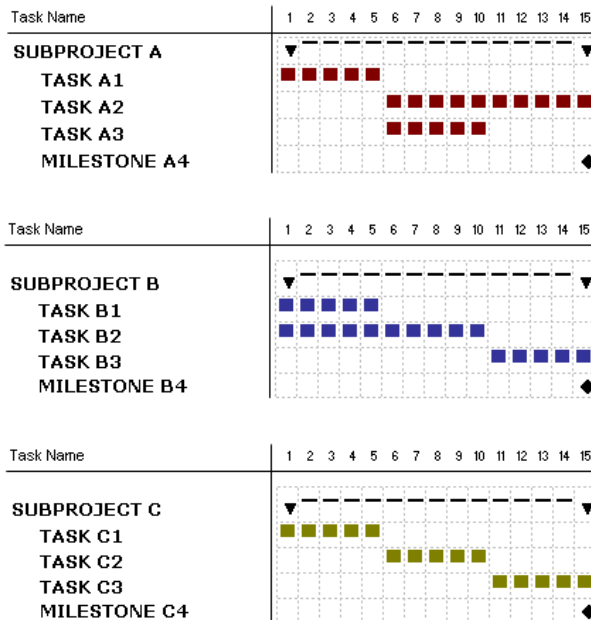 Task Name 1 2 3 4 5 6 7 8 9 10 11 12 13 14 15
SUBPROJECT A
TASK A1
TASK A2
TASK A3
MILESTONE A4
Task Name 1 2 3 4 5 6 7 8 9 10 11 12 13 14 15
SUBPROJECT B
TASK B1
TASK B2
TASK B3
MILESTONE B4
Task Name 1 2 3 4 5 6 7 8 9 10 11 12 13 14 15
SUBPROJECT C
TASK C1
TASK C2
TASK C3
MILESTONE C4